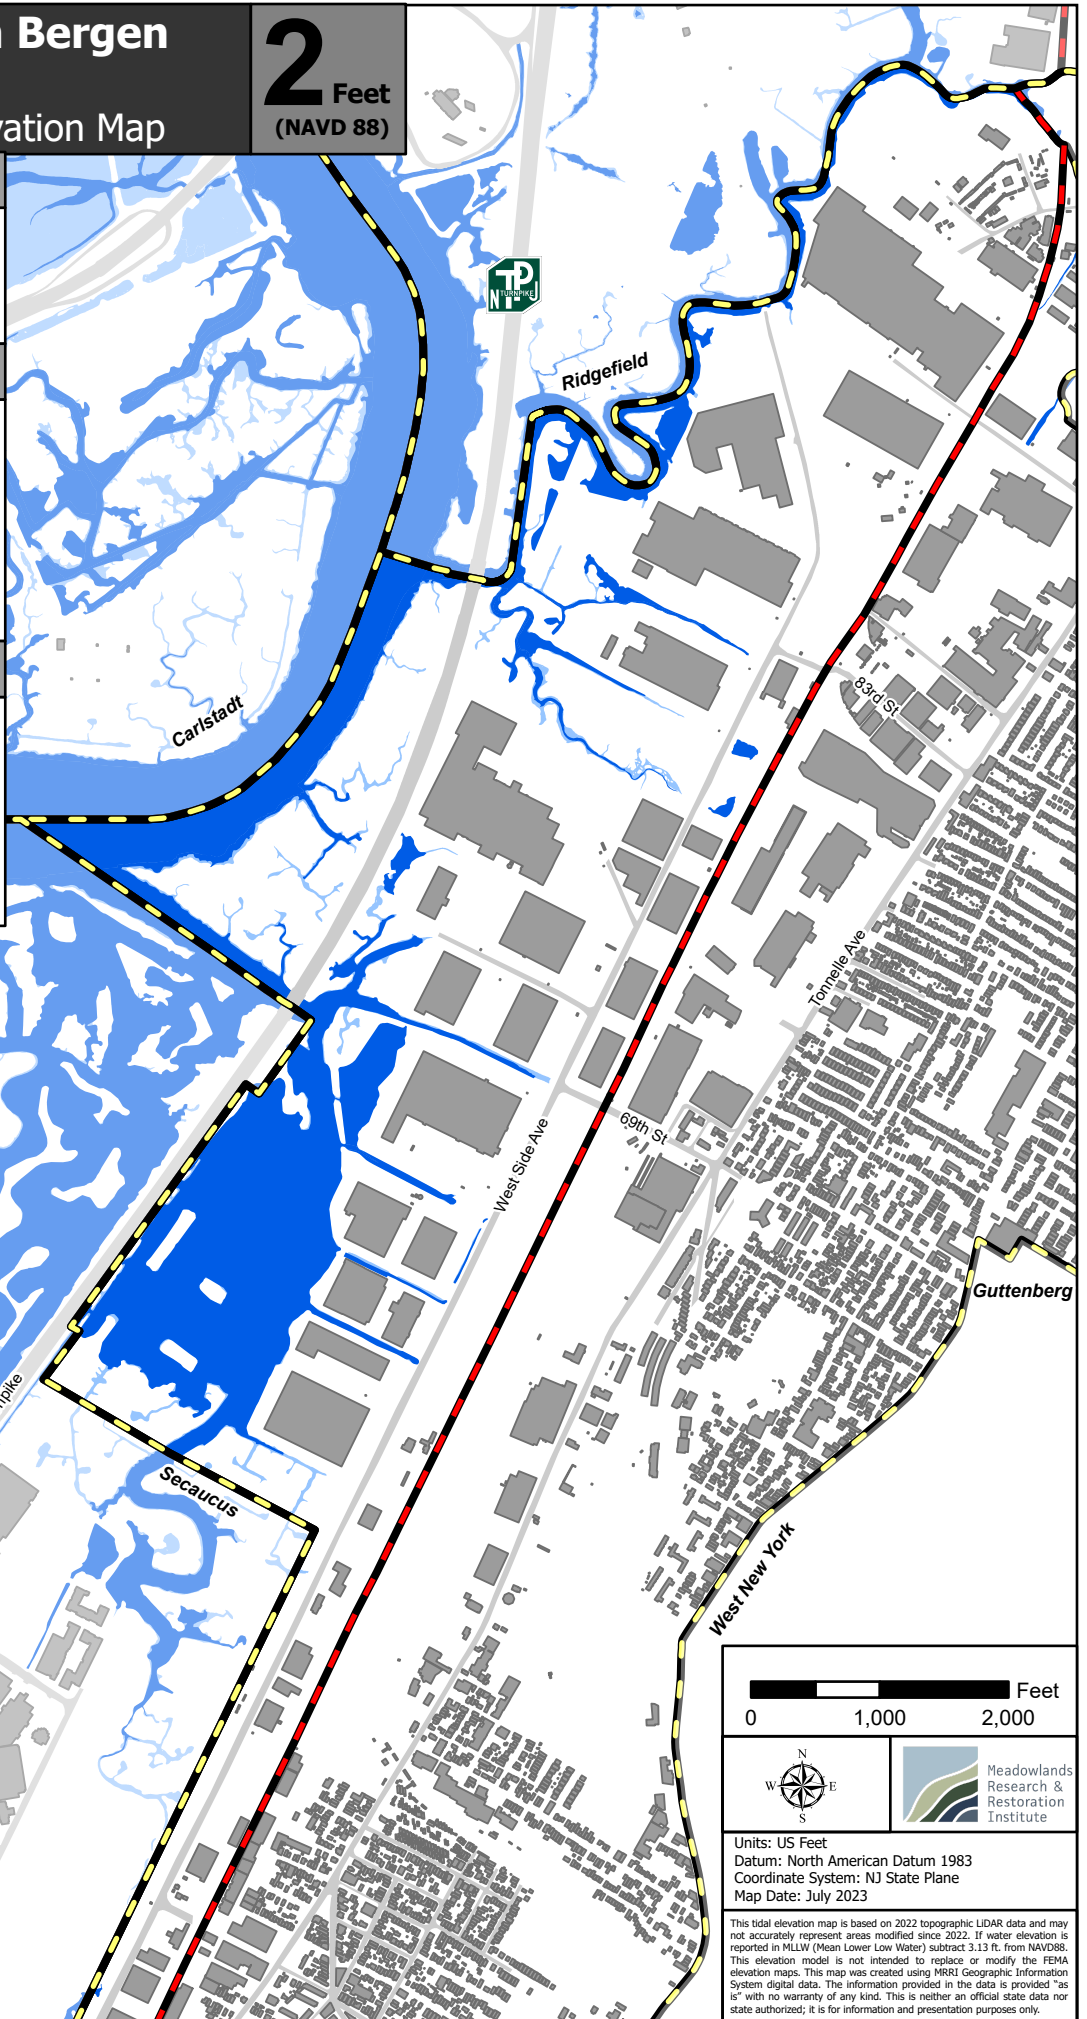 Bergen
vation Map
2
Feet
(NAVD 88)
N TP J
TURNPIKE
Ridgefield
Carlstadt
83rd St
Tonnelle Ave
69th St
West Side Ave
Guttenberg
Secaucus
West New York
Feet
0 1,000 2,000
N
W E
S
Meadowlands
Research &
Restoration
Institute
Units: US Feet
Datum: North American Datum 1983
Coordinate System: NJ State Plane
Map Date: July 2023
This tidal elevation map is based on 2022 topographic LiDAR data and may
not accurately represent areas modified since 2022. If water elevation is
reported in MLLW (Mean Lower Low Water) subtract 3.13 ft. from NAVD88.
This elevation model is not intended to replace or modify the FEMA
elevation maps. This map was created using MRRI Geographic Information
System digital data. The information provided in the data is provided "as
is" with no warranty of any kind. This is neither an official state data nor
state authorized; it is for information and presentation purposes only.